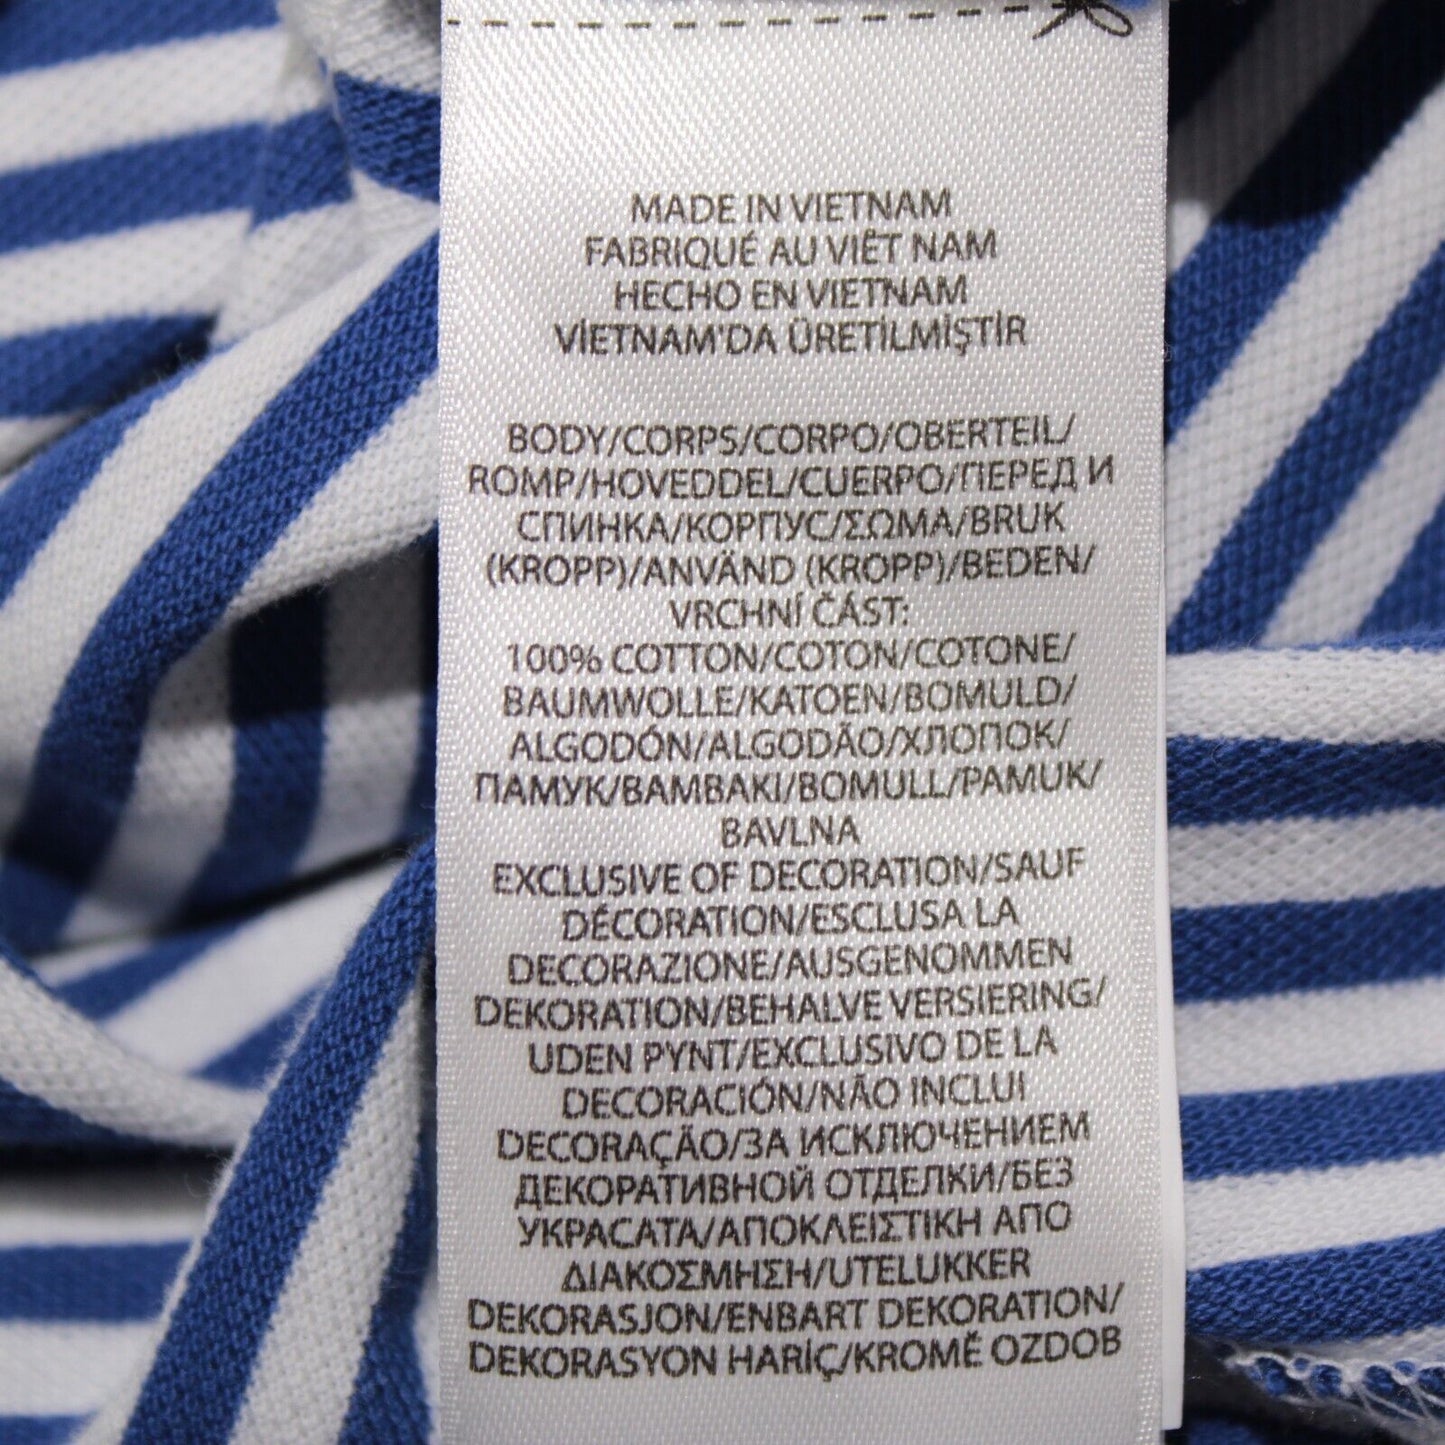 MADE IN VIETNAM
FABRIQUÉ AU VIÊT NAM
HECHO EN VIETNAM
VİETNAM'DA ÜRETİLMİŞTİR
BODY/CORPS/CORPO/OBERTEIL/
ROMP/HOVEDDEL/CUERPO/ПЕРЕД И
СПИНКА/КОРПУС/ΣΩΜΑ/BRUK
(KROPP)/ANVÄND (KROPP)/BEDEN/
VRCHNÍ ČÁST:
100% COTTON/COTON/COTONE/
BAUMWOLLE/KATOEN/BOMULD/
ALGODÓN/ALGODÃO/ХЛОПОК/
ПАМУК/ΒΑΜΒΑΚΙ/BOMULL/PAMUK/
BAVLNA
EXCLUSIVE OF DECORATION/SAUF
DÉCORATION/ESCLUSA LA
DECORAZIONE/AUSGENOMMEN
DEKORATION/BEHALVE VERSIERING/
UDEN PYNT/EXCLUSIVO DE LA
DECORACIÓN/NÃO INCLUI
DECORAÇÃO/ЗА ИСКЛЮЧЕНИЕМ
ДЕКОРАТИВНОЙ ОТДЕЛКИ/БЕЗ
УКРАСАТА/ΑΠΟΚΛΕΙΣΤΙΚΗ ΑΠΟ
ΔΙΑΚΟΣΜΗΣΗ/UTELUKKER
DEKORASJON/ENBART DEKORATION/
DEKORASYON HARİÇ/KROMĚ OZDOB